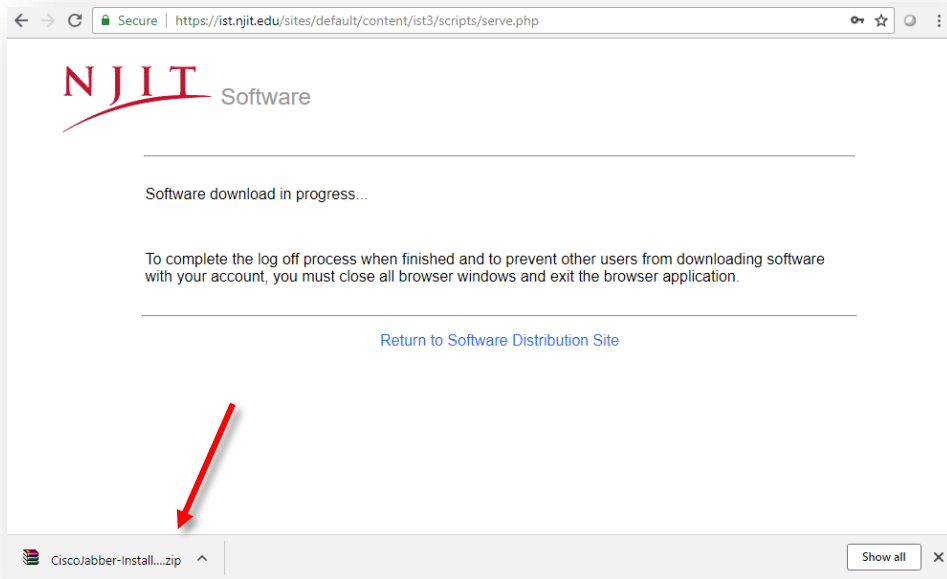 Secure | https://ist.njit.edu/sites/default/content/ist3/scripts/serve.php
NJIT Software
Software download in progress...
To complete the log off process when finished and to prevent other users from downloading software
with your account, you must close all browser windows and exit the browser application.
Return to Software Distribution Site
CiscoJabber-Install....zip
Show all